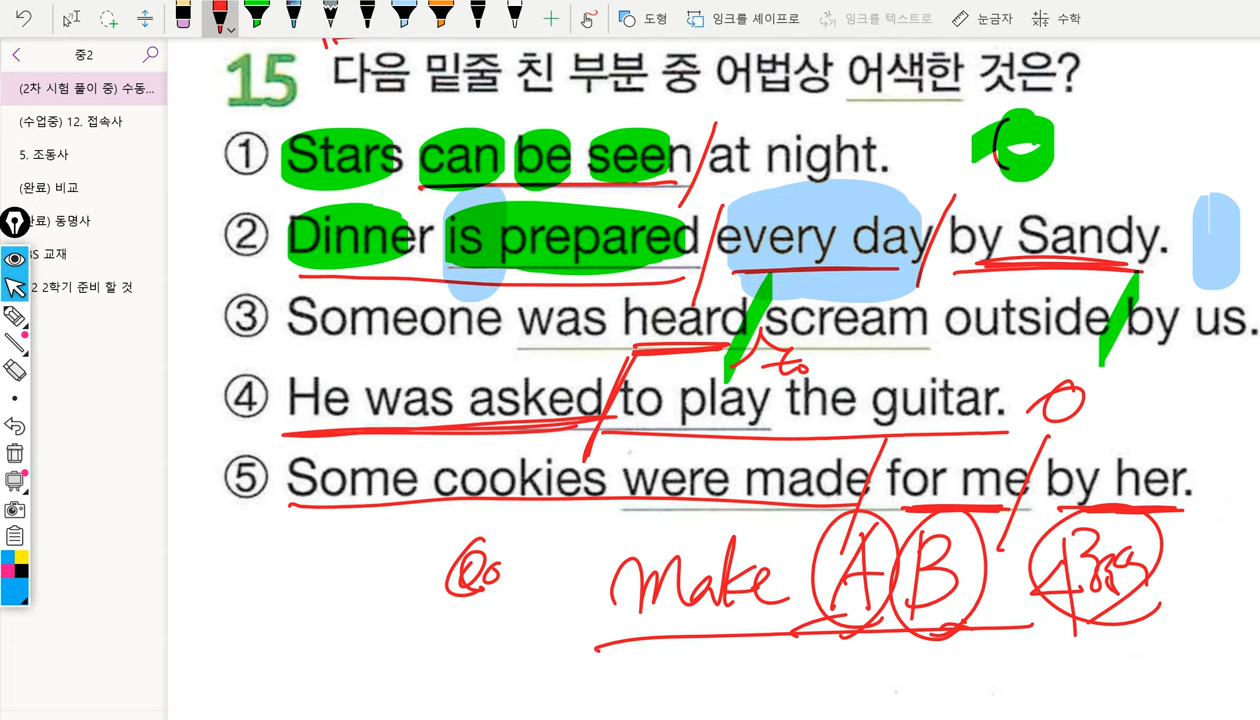 도형
잉크를 셰이프로
잉크를 텍스트로
눈금자
수학
중2
(2차 시험 풀이 중) 수동...
(수업중) 12. 접속사
5. 조동사
(완료) 비교
료) 동명사
BS 교재
2 2학기 준비 할 것
15 다음 밑줄 친 부분 중 어법상 어색한 것은?
① Stars can be seen at night.
② Dinner is prepared every day by Sandy.
③ Someone was heard scream outside by us.
to
④ He was asked to play the guitar.
⑤ Some cookies were made for me by her.
make A B